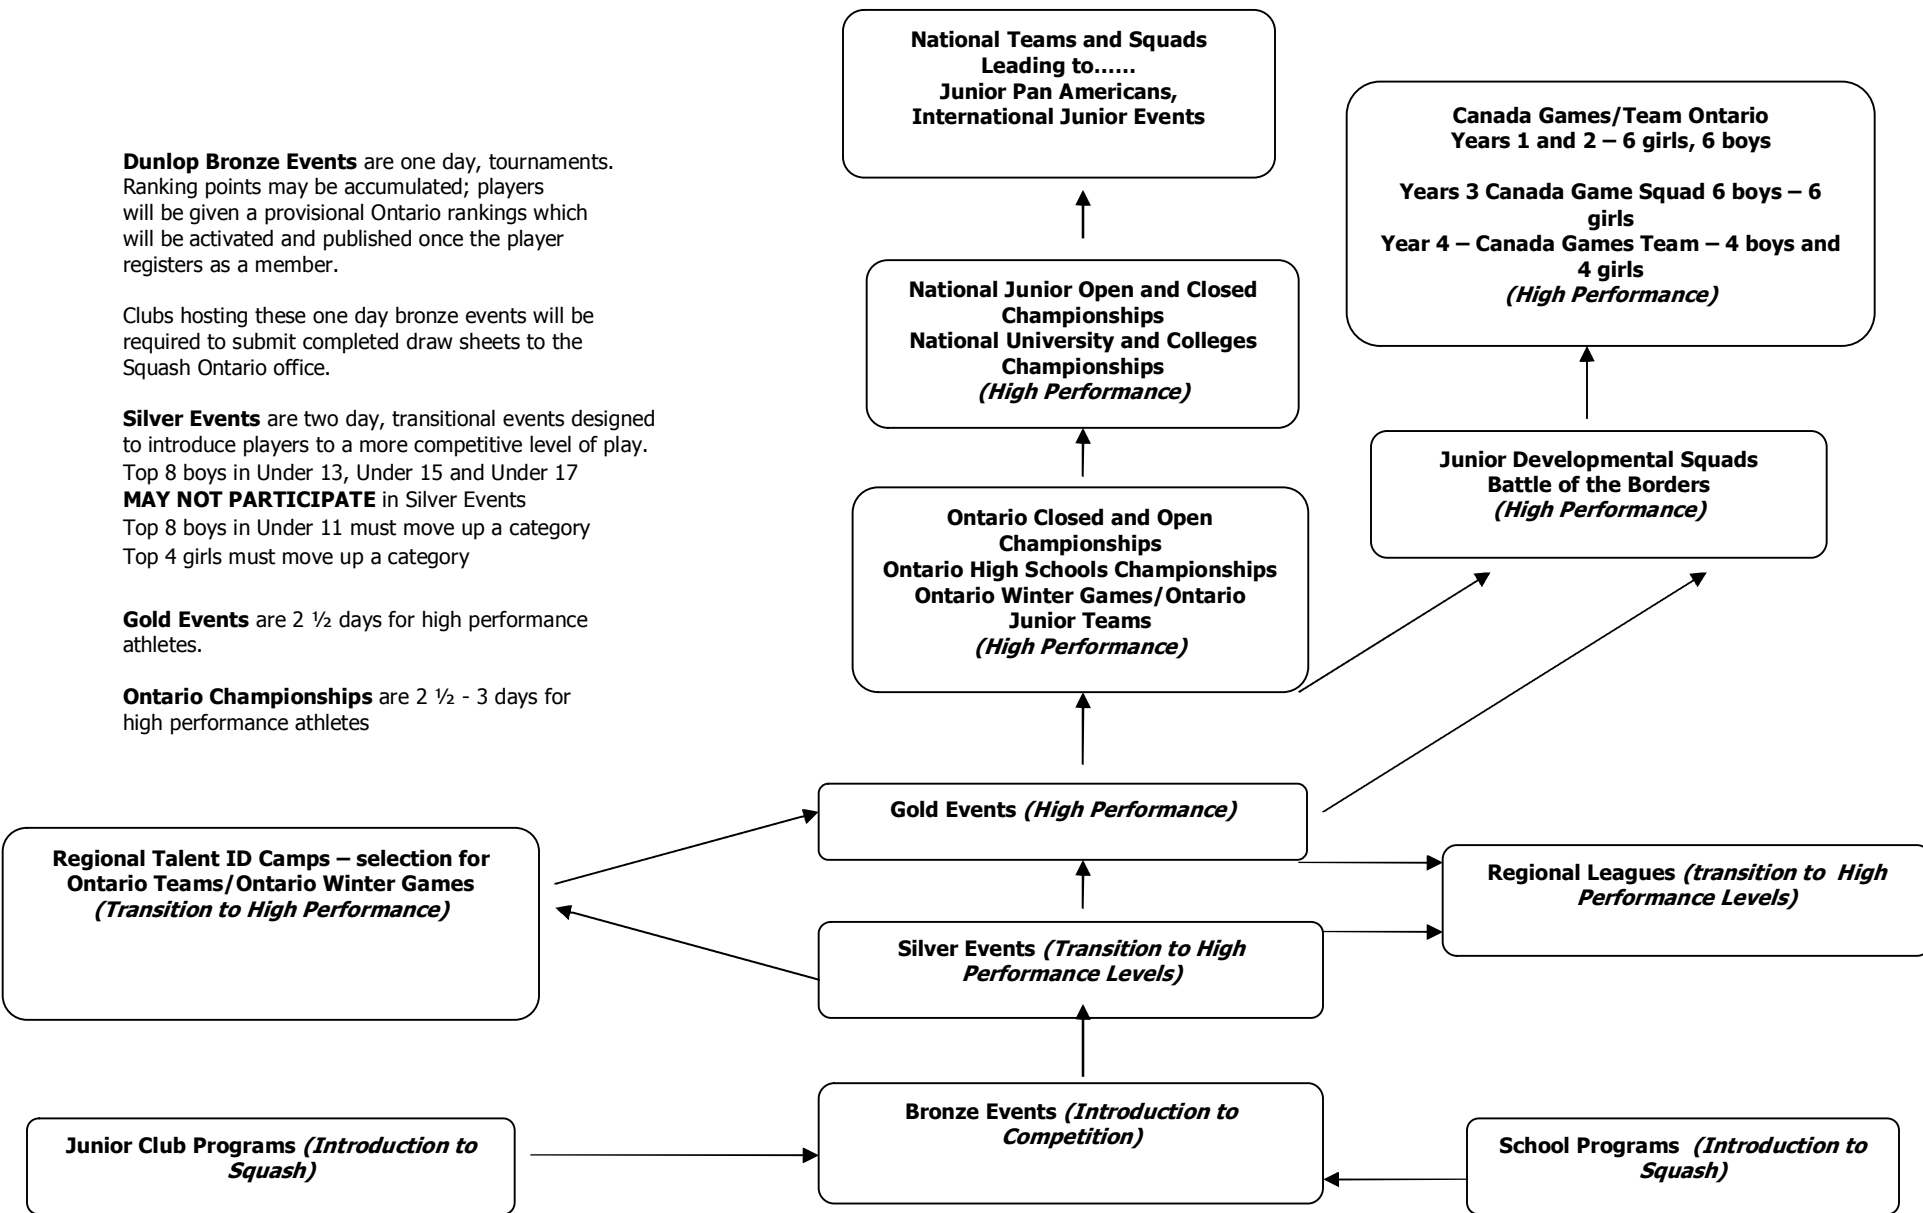 National Teams and Squads
Leading to……
Junior Pan Americans,
International Junior Events
Canada Games/Team Ontario
Years 1 and 2 – 6 girls, 6 boys
Years 3 Canada Game Squad 6 boys – 6
girls
Year 4 – Canada Games Team – 4 boys and
4 girls
(High Performance)
Dunlop Bronze Events are one day, tournaments.
Ranking points may be accumulated; players
will be given a provisional Ontario rankings which
will be activated and published once the player
registers as a member.
Clubs hosting these one day bronze events will be
required to submit completed draw sheets to the
Squash Ontario office.
Silver Events are two day, transitional events designed
to introduce players to a more competitive level of play.
Top 8 boys in Under 13, Under 15 and Under 17
MAY NOT PARTICIPATE in Silver Events
Top 8 boys in Under 11 must move up a category
Top 4 girls must move up a category
Gold Events are 2 ½ days for high performance
athletes.
Ontario Championships are 2 ½ - 3 days for
high performance athletes
National Junior Open and Closed
Championships
National University and Colleges
Championships
(High Performance)
Junior Developmental Squads
Battle of the Borders
(High Performance)
Ontario Closed and Open
Championships
Ontario High Schools Championships
Ontario Winter Games/Ontario
Junior Teams
(High Performance)
Gold Events (High Performance)
Regional Talent ID Camps – selection for
Ontario Teams/Ontario Winter Games
(Transition to High Performance)
Regional Leagues (transition to High
Performance Levels)
Silver Events (Transition to High
Performance Levels)
Bronze Events (Introduction to
Competition)
Junior Club Programs (Introduction to
Squash)
School Programs (Introduction to
Squash)